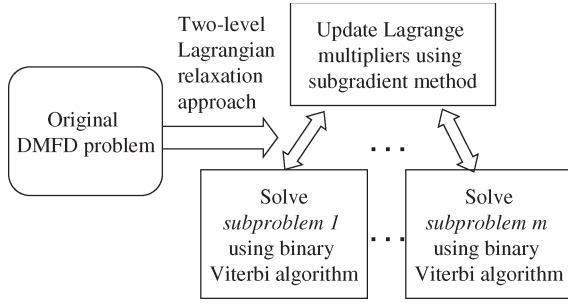 Two-level
Lagrangian
relaxation
approach
Update Lagrange
multipliers using
subgradient method
Original
DMFD problem
...
Solve
subproblem 1
using binary
Viterbi algorithm
...
Solve
subproblem m
using binary
Viterbi algorithm